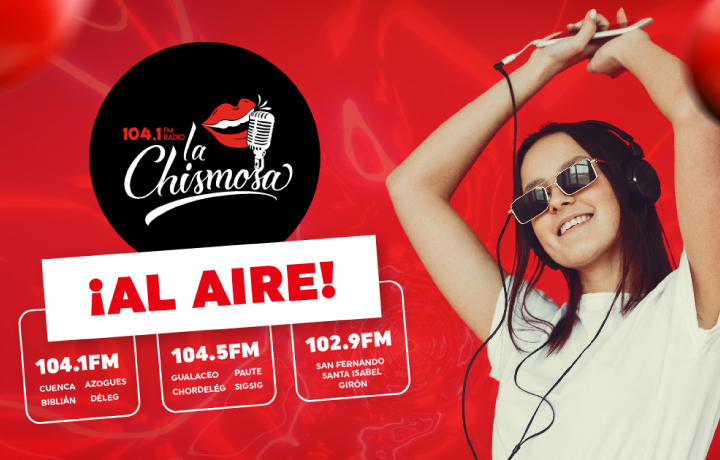 104.1 FM RADIO
la
Chismosa
¡AL AIRE!
104.1FM
CUENCA AZOGUES
BIBLIÁN DÉLEG
104.5FM
GUALACEO PAUTE
CHORDELÉG SIGSIG
102.9FM
SAN FERNANDO
SANTA ISABEL
GIRÓN